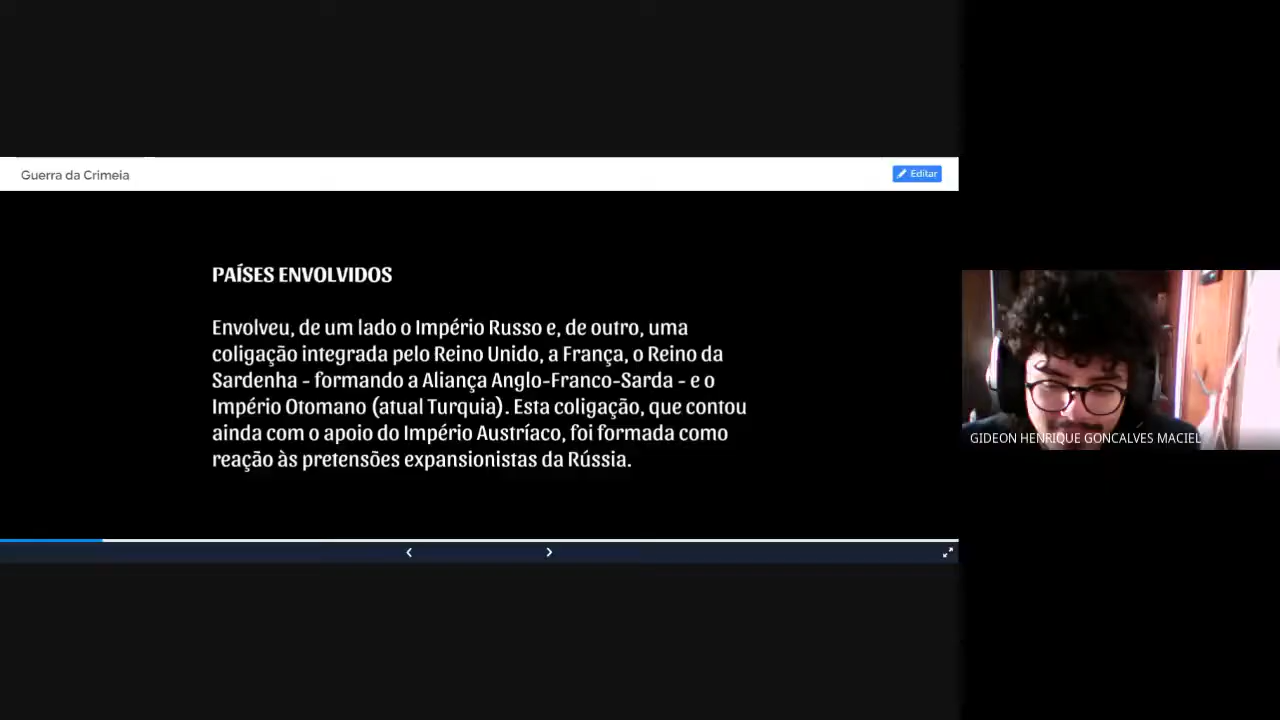 Guerra da Crimeia
Editar
PAÍSES ENVOLVIDOS
Envolveu, de um lado o Império Russo e, de outro, uma
coligação integrada pelo Reino Unido, a França, o Reino da
Sardenha - formando a Aliança Anglo-Franco-Sarda - e o
Império Otomano (atual Turquia). Esta coligação, que contou
ainda com o apoio do Império Austríaco, foi formada como
reação às pretensões expansionistas da Rússia.
GIDEON HENRIQUE GONCALVES MACIEL